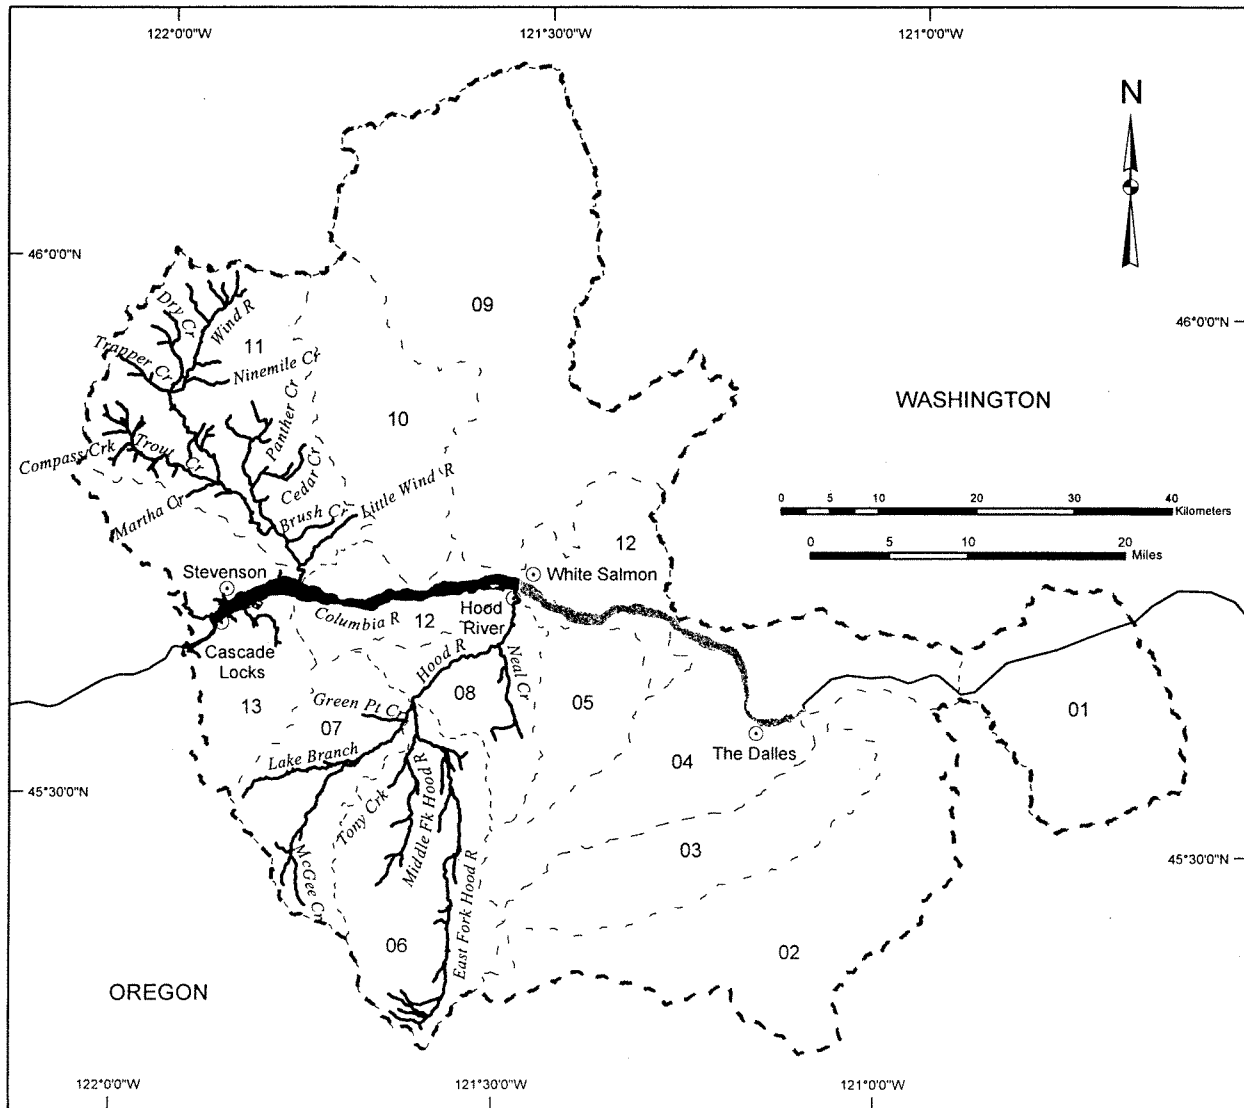 122°0'0"W
121°30'0"W
121°0'0"W
N
46°0'0"N
46°0'0"N
Dry Cr
Wind R
09
11
Trapper Cr
Ninemile Cr
Panther Cr
10
WASHINGTON
Compass Crk
Trout Cr
Cedar Cr
Little Wind R
Martha Cr
Brush Cr
0 5 10 20 30 40
Kilometers
12
0 5 10 20
Miles
Stevenson
White Salmon
Columbia R
12
Hood
River
Cascade
Locks
Hood R
Neal Cr
08
05
01
13
Green Pt Cr
07
The Dalles
Lake Branch
04
45°30'0"N
Tony Crk
Middle Fk Hood R
03
45°30'0"N
McGee Cr
East Fork Hood R
06
02
OREGON
122°0'0"W
121°30'0"W
121°0'0"W